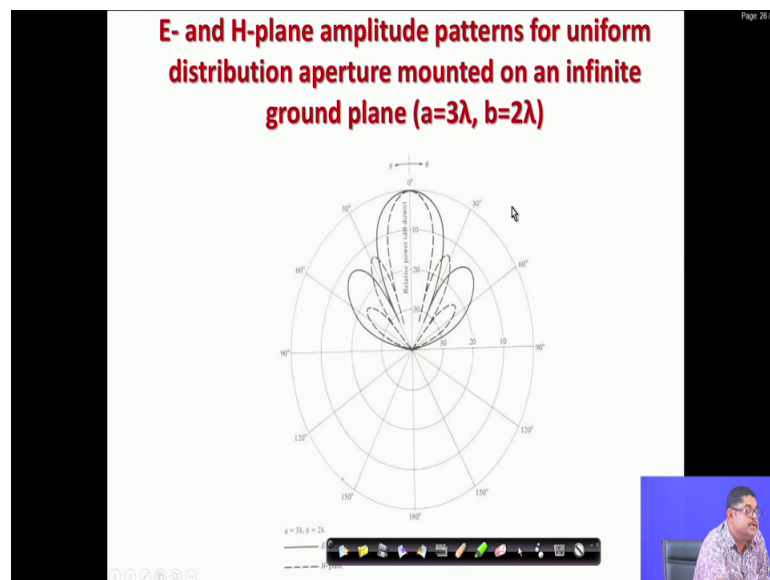 Page: 26 /
E- and H-plane amplitude patterns for uniform
distribution aperture mounted on an infinite
ground plane (a=3λ, b=2λ)
θ θ
0°
30° 30°
60° 60°
90° 90°
120° 120°
150° 150°
180°
Relative power (dB down)
10
20
30
30 20 10
a = 3λ, b = 2λ
E
H-plane